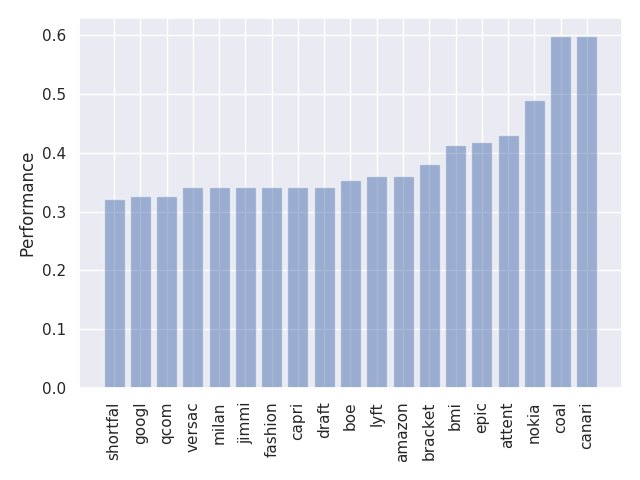 0.6
0.5
0.4
0.3
0.2
0.1
0.0
Performance
shortfal
googl
qcom
versac
milan
jimmi
fashion
capri
draft
boe
lyft
amazon
bracket
bmi
epic
attent
nokia
coal
canari